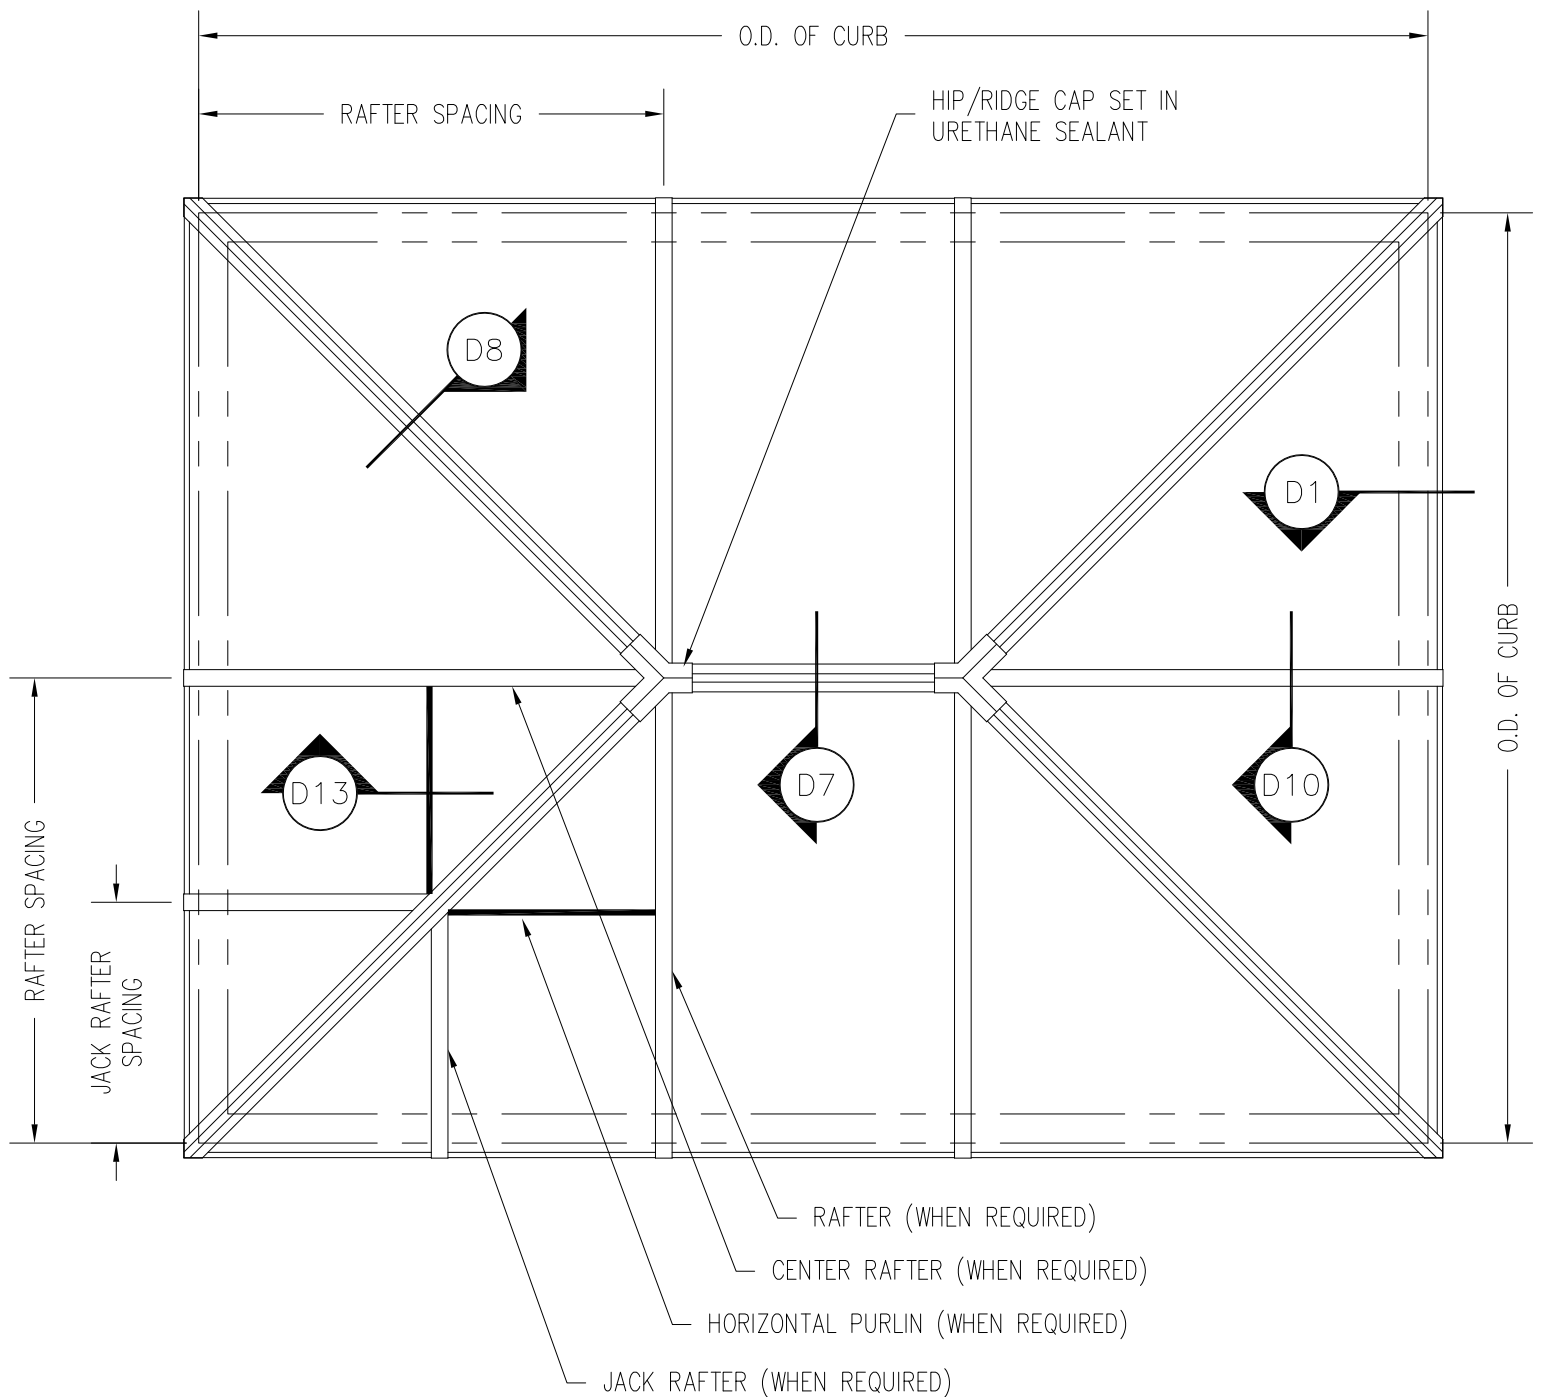 O.D. OF CURB
RAFTER SPACING
HIP/RIDGE CAP SET IN
URETHANE SEALANT
D8
D1
O.D. OF CURB
D13
D7
D10
RAFTER SPACING
JACK RAFTER
SPACING
RAFTER (WHEN REQUIRED)
CENTER RAFTER (WHEN REQUIRED)
HORIZONTAL PURLIN (WHEN REQUIRED)
JACK RAFTER (WHEN REQUIRED)